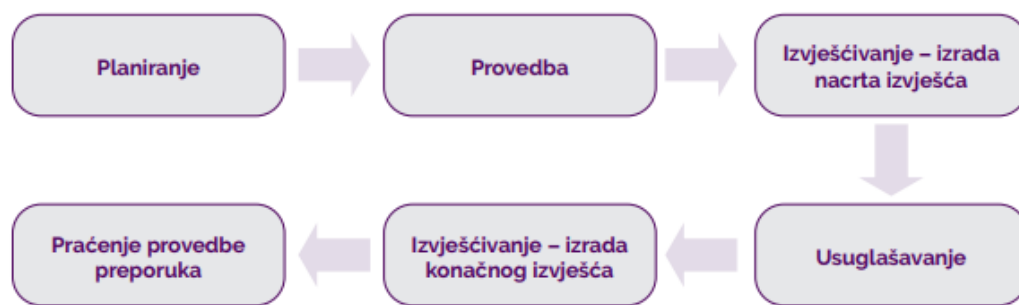 Planiranje
Provedba
Izvješćivanje – izrada
nacrta izvješća
Usuglašavanje
Izvješćivanje – izrada
konačnog izvješća
Praćenje provedbe
preporuka